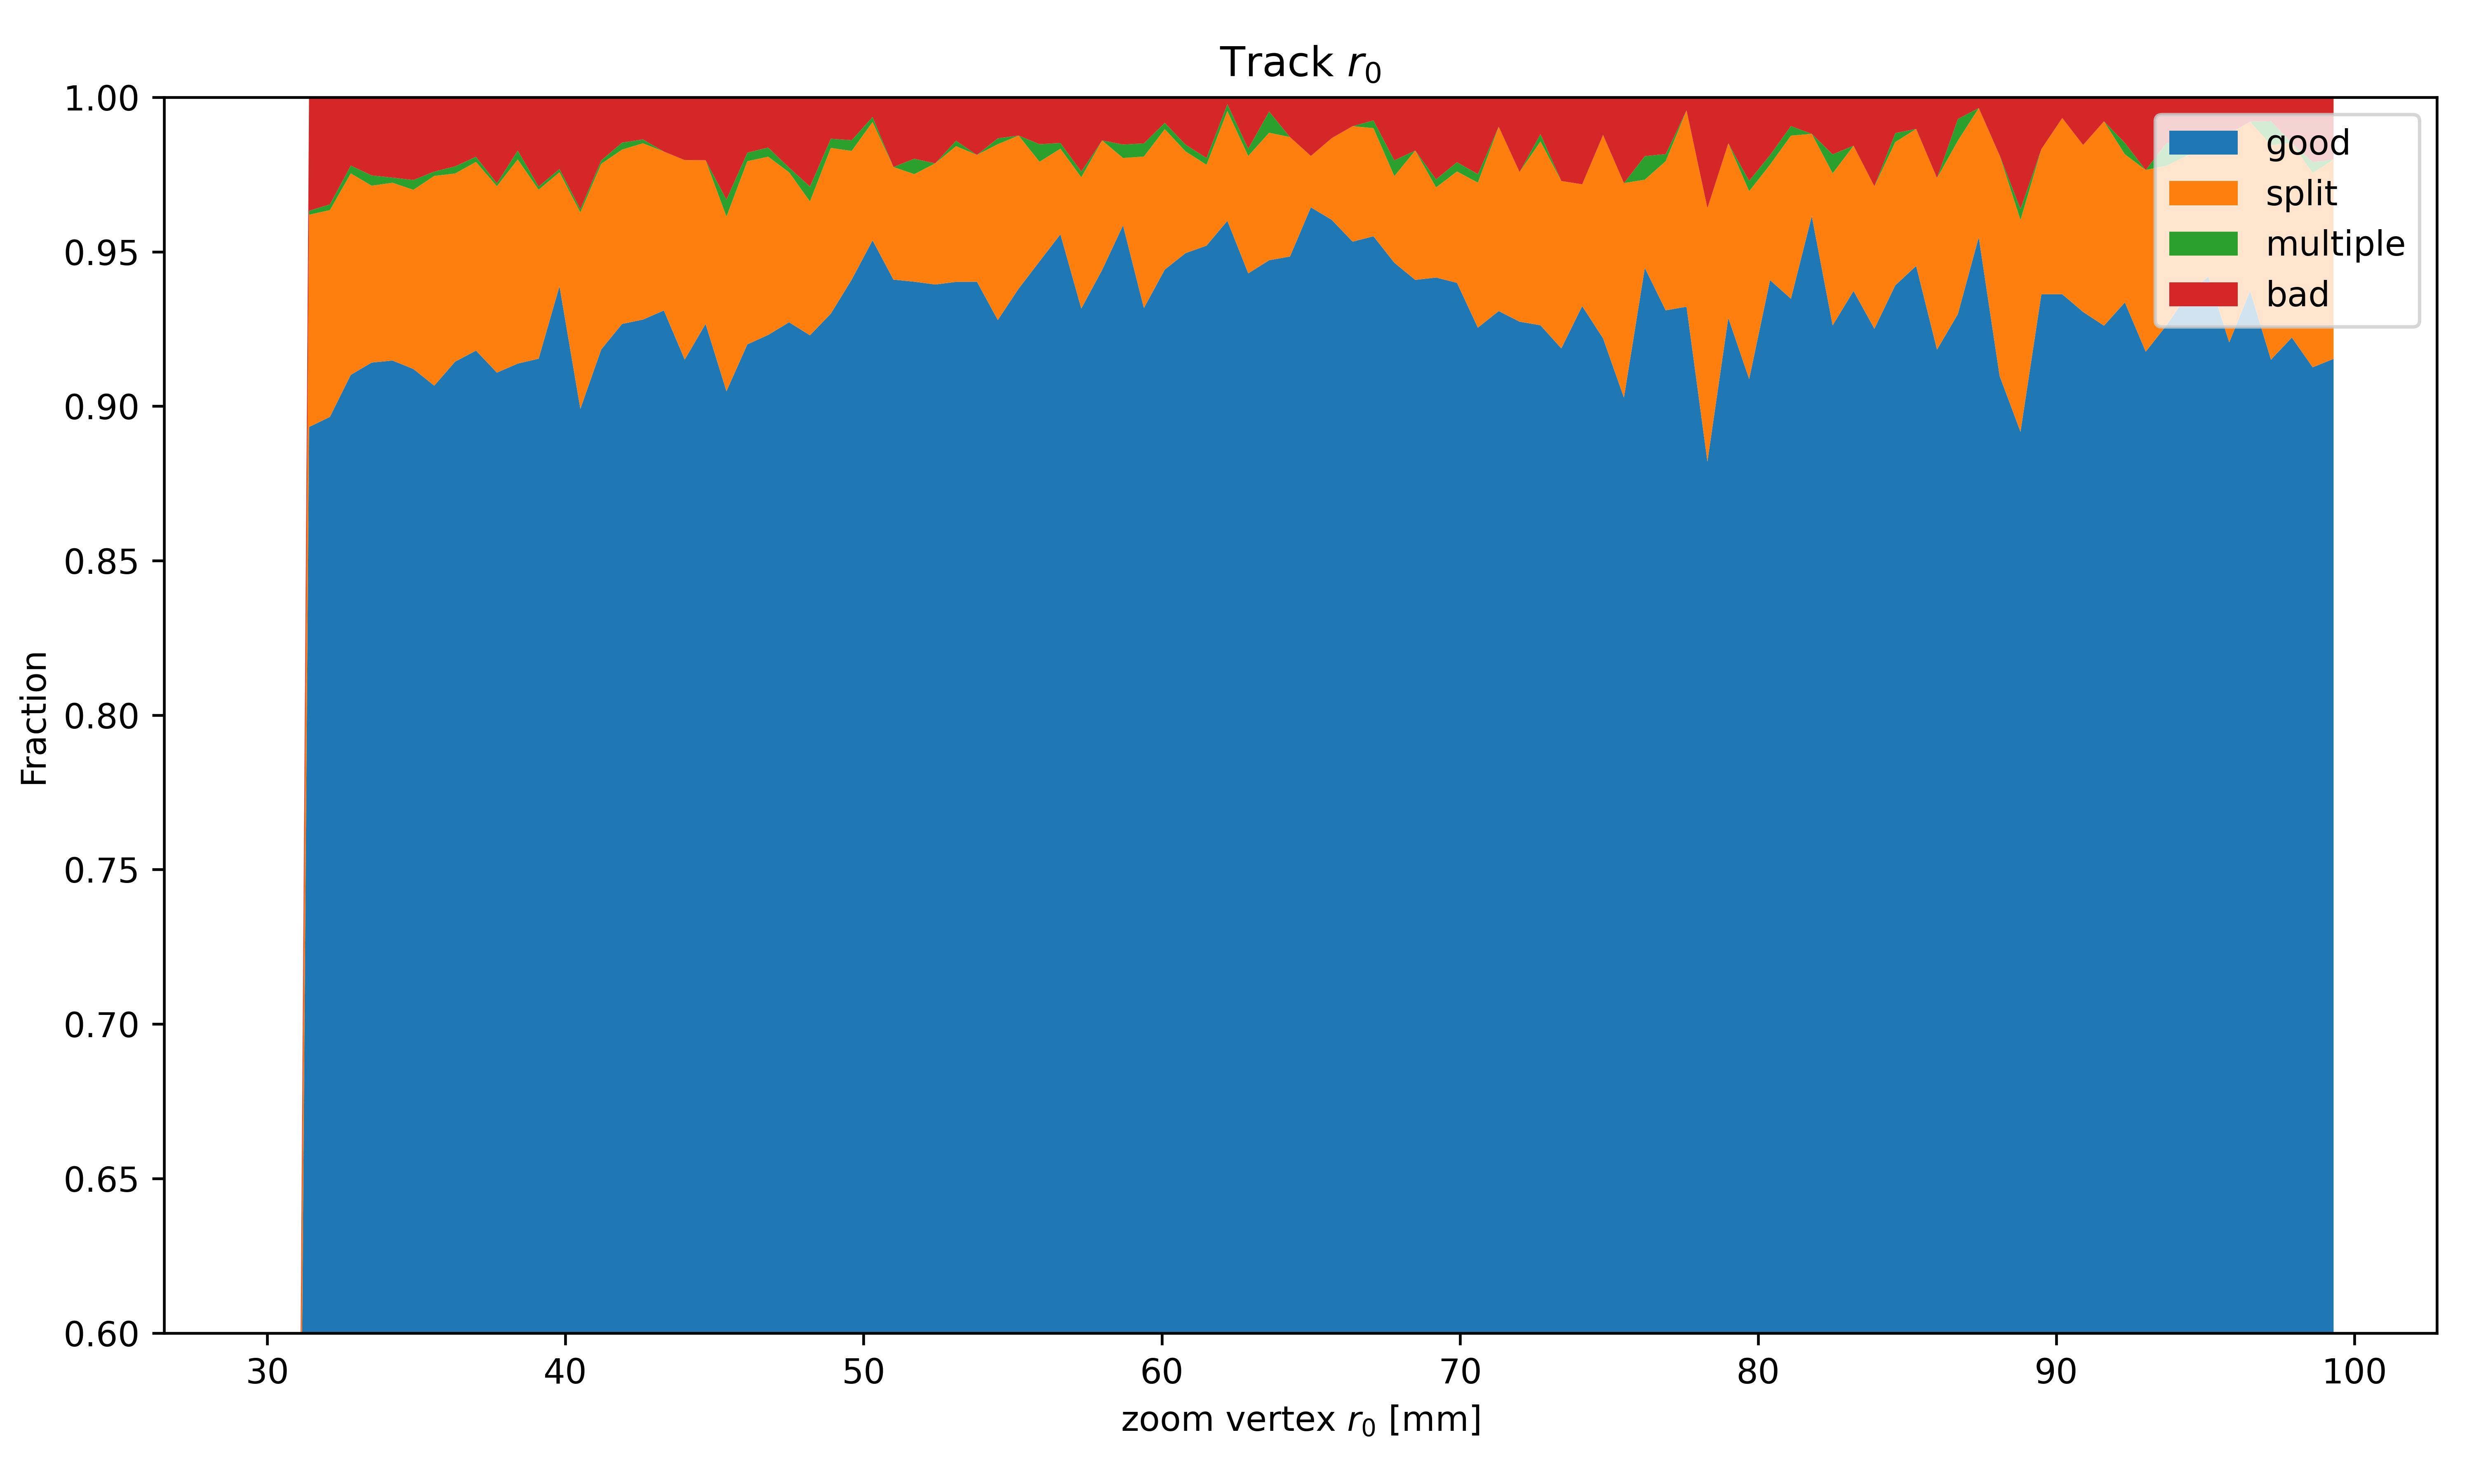 Track r₀
1.00
0.95
0.90
0.85
0.80
0.75
0.70
0.65
0.60
Fraction
good
split
multiple
bad
30 40 50 60 70 80 90 100
zoom vertex r₀ [mm]